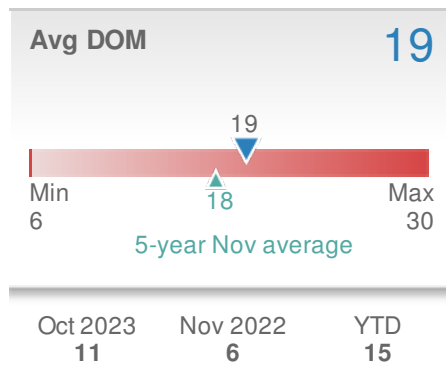 Avg DOM 19
19
Min Max
6 18 30
5-year Nov average
Oct 2023 Nov 2022 YTD
11 6 15